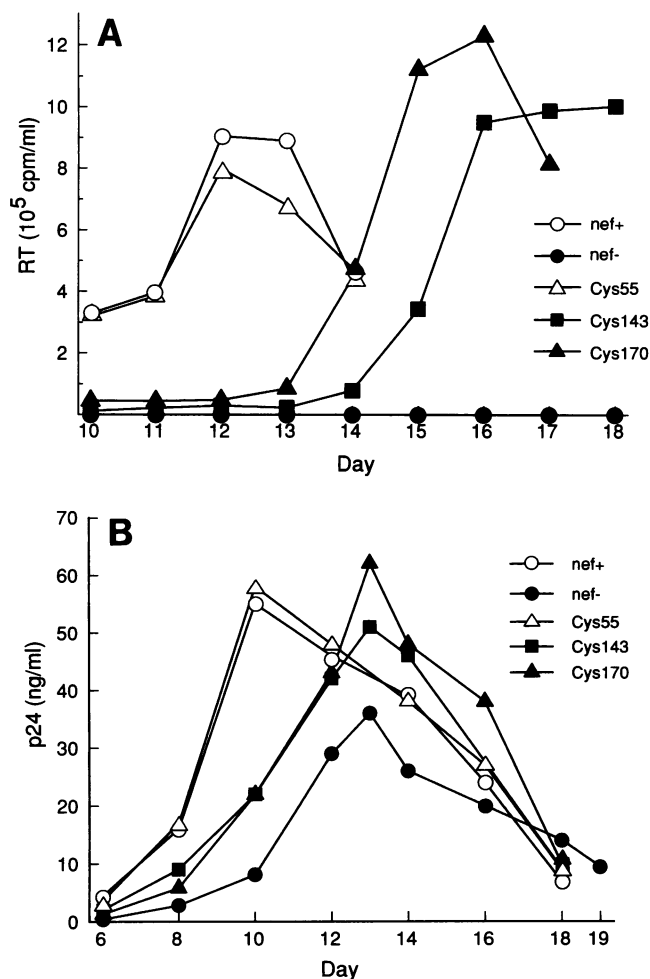 A
12
10
8
6
4
2
RT (10⁵ cpm/ml)
nef+
nef-
Cys55
Cys143
Cys170
10 11 12 13 14 15 16 17 18
Day
B
70
60
50
40
30
20
10
0
p24 (ng/ml)
nef+
nef-
Cys55
Cys143
Cys170
6 8 10 12 14 16 18 19
Day